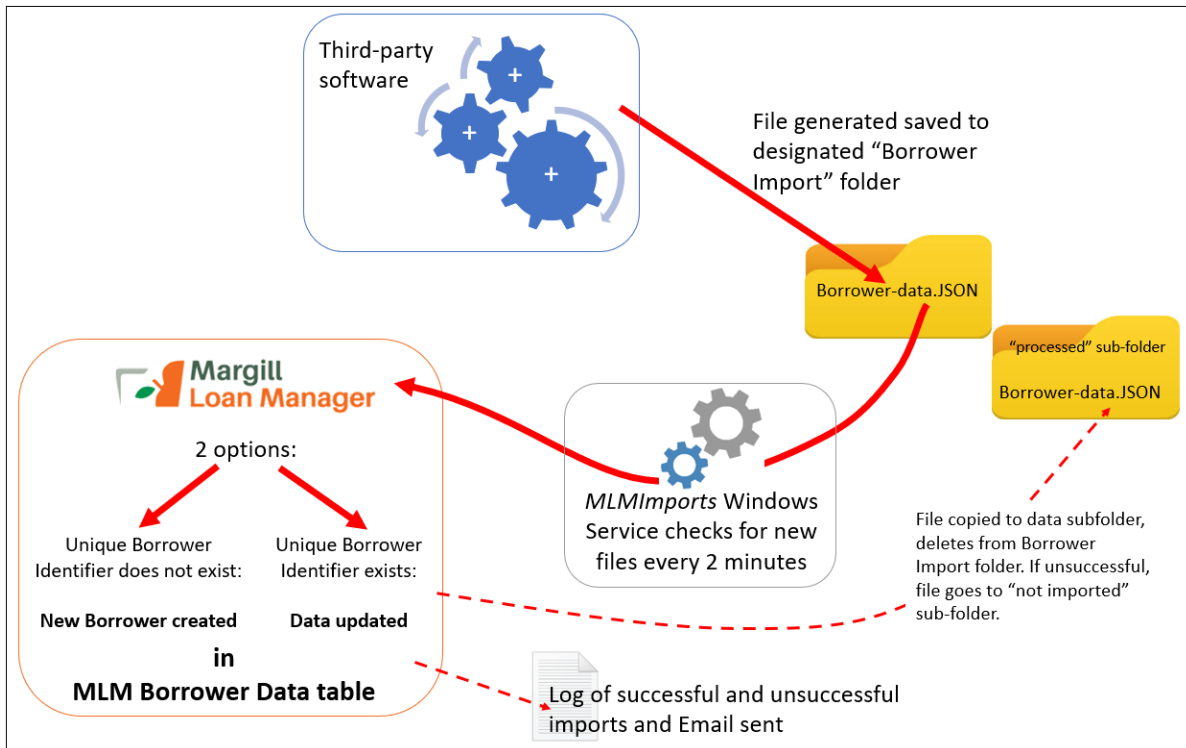 Third-party
software
File generated saved to
designated “Borrower
Import” folder
Borrower-data.JSON
“processed” sub-folder
Borrower-data.JSON
Margill
Loan Manager
2 options:
Unique Borrower
Identifier does not exist:
New Borrower created
Unique Borrower
Identifier exists:
Data updated
in
MLM Borrower Data table
MLMImports Windows
Service checks for new
files every 2 minutes
File copied to data subfolder,
deletes from Borrower
Import folder. If unsuccessful,
file goes to “not imported”
sub-folder.
Log of successful and unsuccessful
imports and Email sent